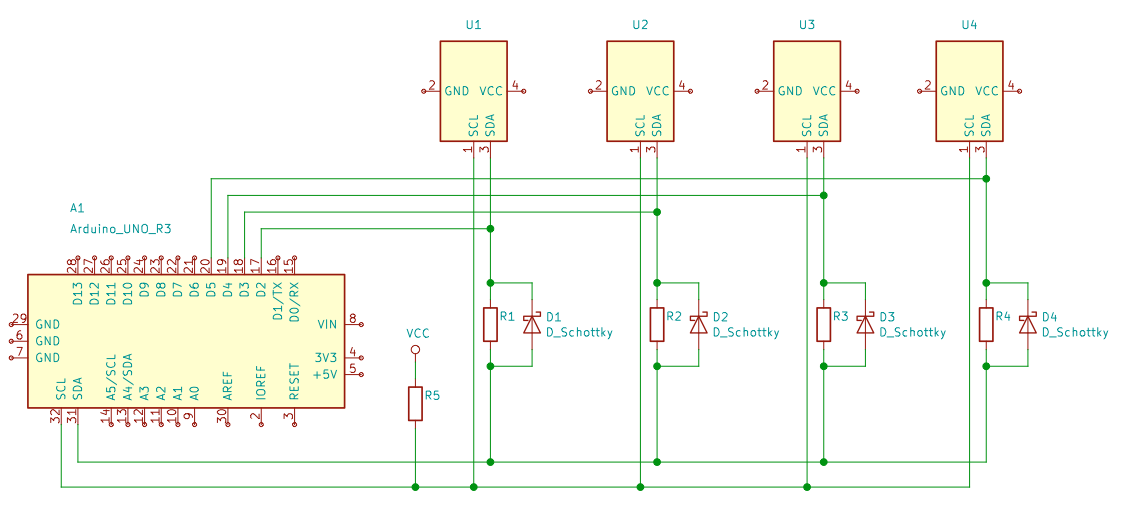 U1 U2 U3 U4
2 GND VCC 4 2 GND VCC 4 2 GND VCC 4 2 GND VCC 4
SCL SDA SCL SDA SCL SDA SCL SDA
1 3 1 3 1 3 1 3
A1
Arduino_UNO_R3
28 27 26 25 24 23 22 21 20 19 18 17 16 15
D13 D12 D11 D10 D9 D8 D7 D6 D5 D4 D3 D2 D1/TX D0/RX
29 GND VIN 8
6 GND
7 GND 3V3 4
+5V 5
SCL SDA A5/SCL A4/SDA A3 A2 A1 A0 AREF IOREF RESET
32 31 14 13 12 11 10 9 30 2 3
VCC
R5
R1 D1
D_Schottky
R2 D2
D_Schottky
R3 D3
D_Schottky
R4 D4
D_Schottky